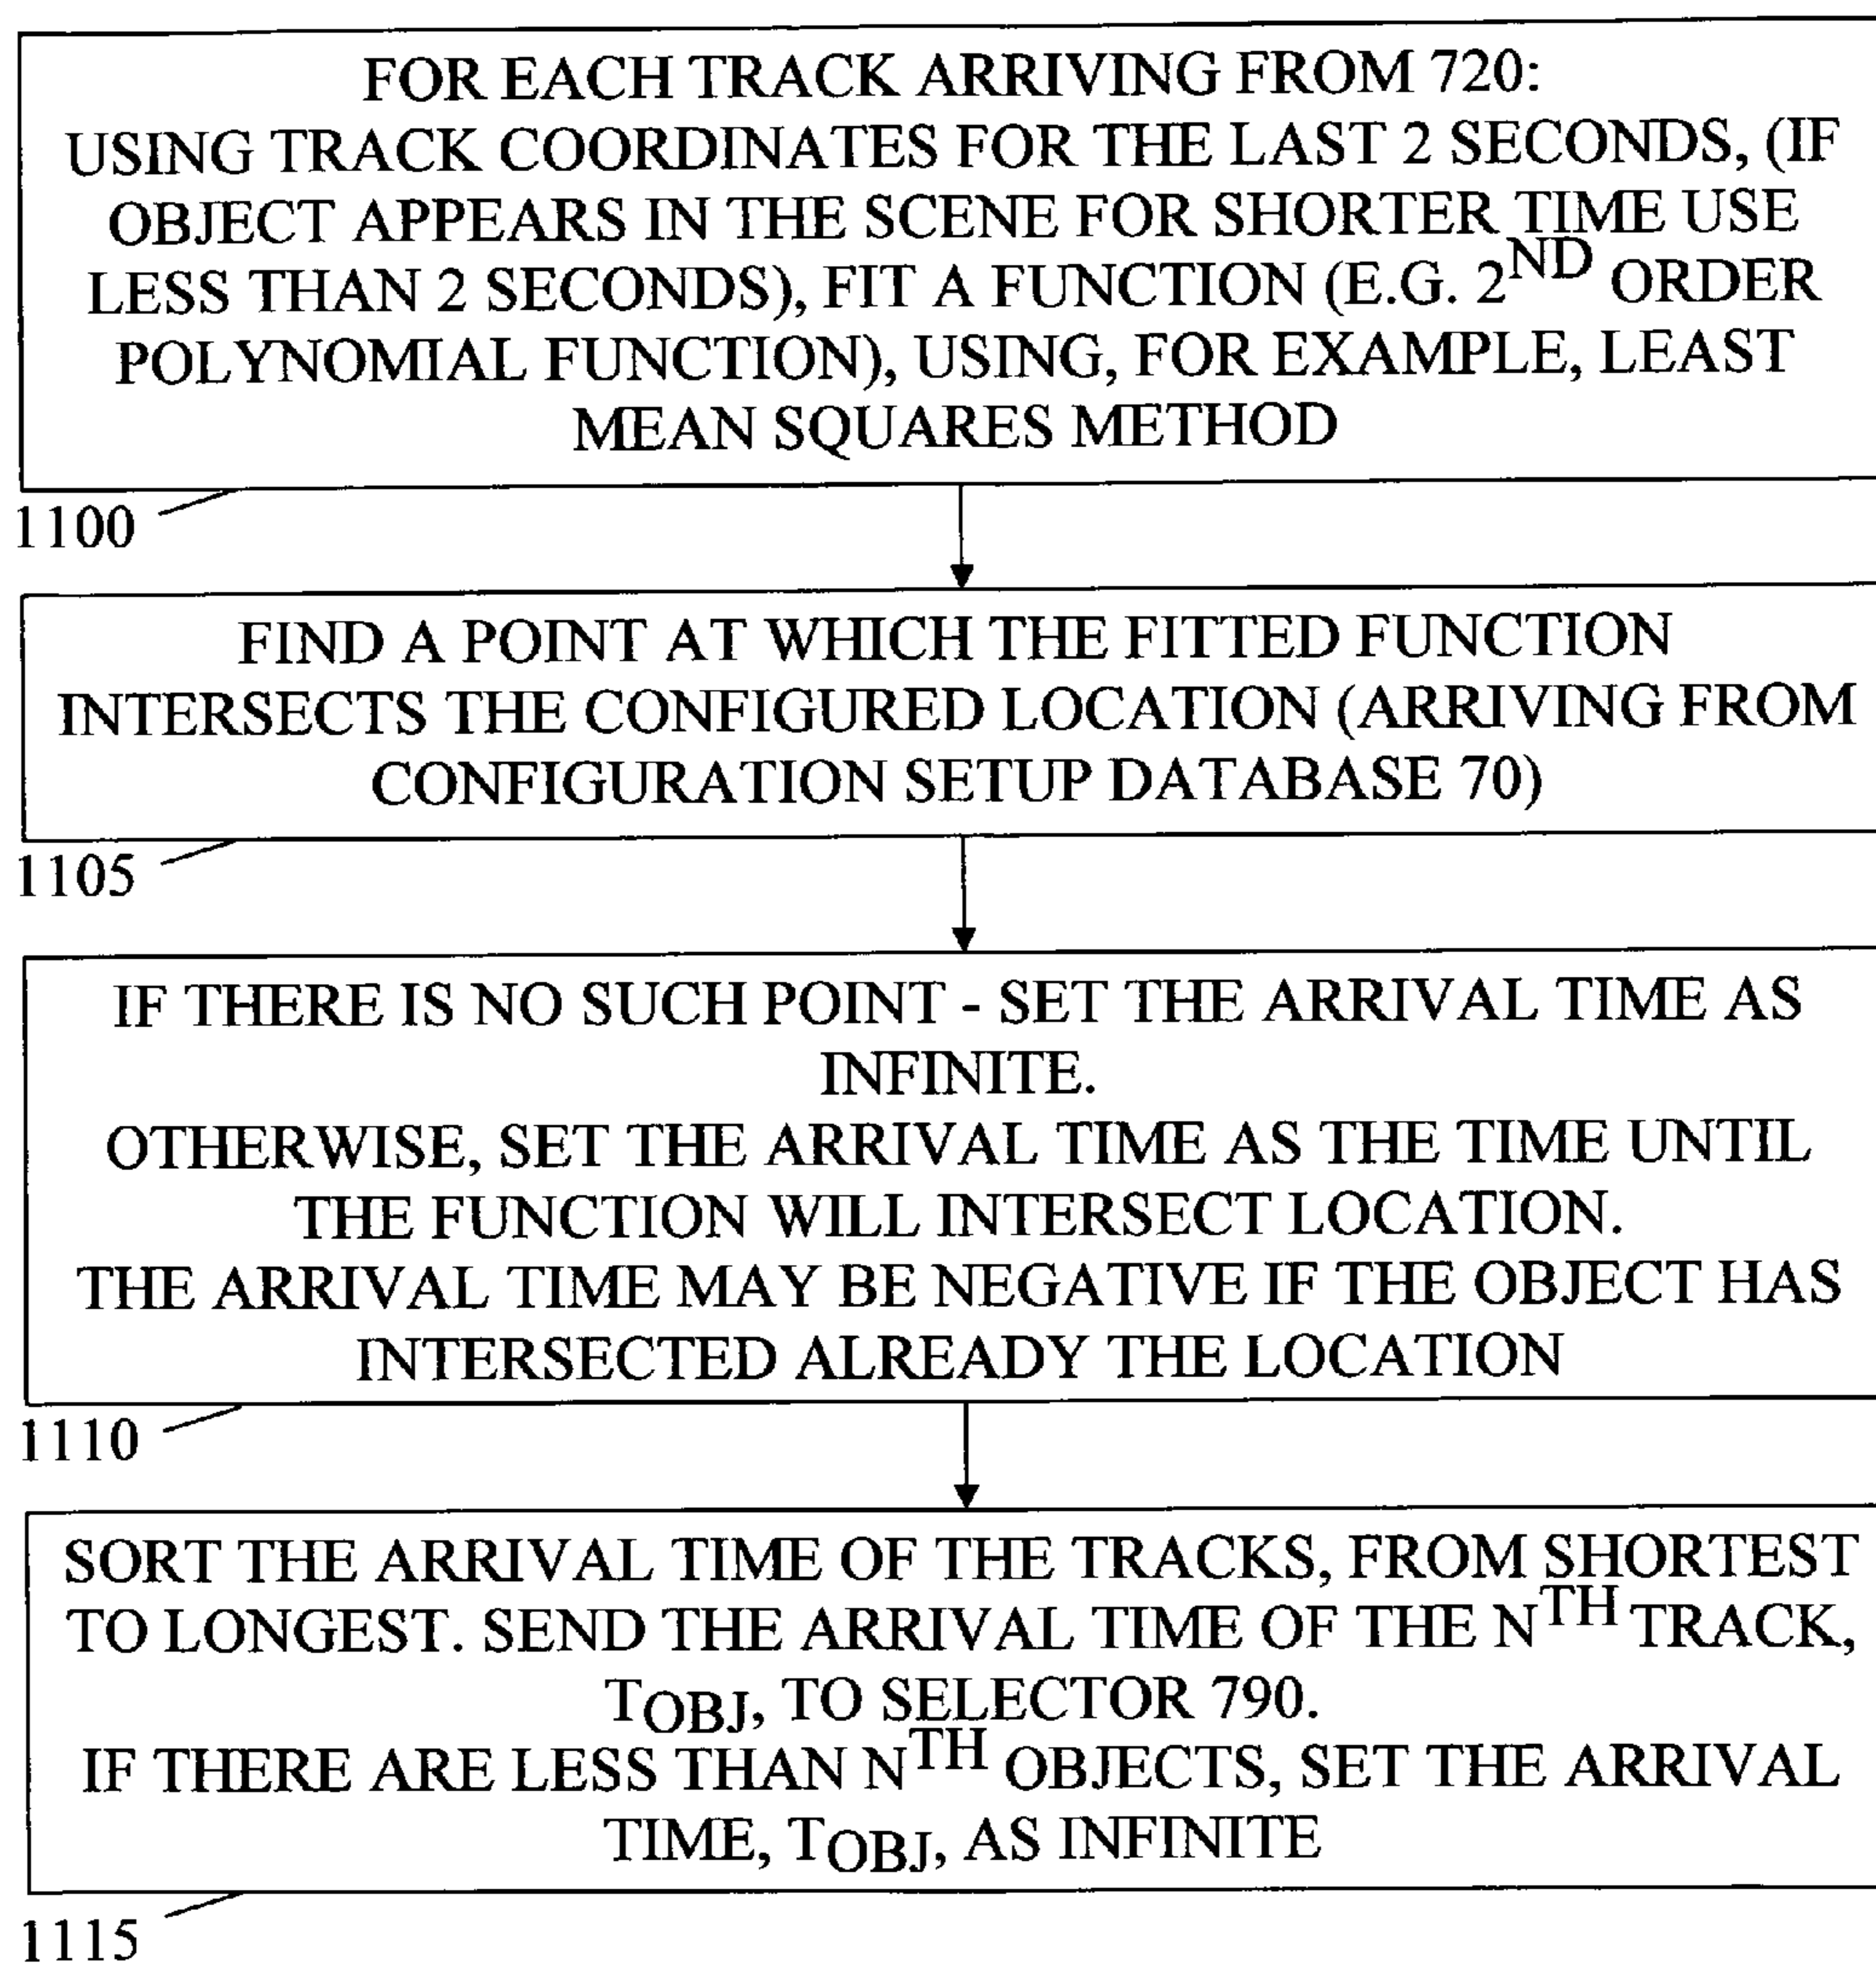 FOR EACH TRACK ARRIVING FROM 720:
USING TRACK COORDINATES FOR THE LAST 2 SECONDS, (IF
OBJECT APPEARS IN THE SCENE FOR SHORTER TIME USE
LESS THAN 2 SECONDS), FIT A FUNCTION (E.G. 2ND ORDER
POLYNOMIAL FUNCTION), USING, FOR EXAMPLE, LEAST
MEAN SQUARES METHOD
1100
FIND A POINT AT WHICH THE FITTED FUNCTION
INTERSECTS THE CONFIGURED LOCATION (ARRIVING FROM
CONFIGURATION SETUP DATABASE 70)
1105
IF THERE IS NO SUCH POINT - SET THE ARRIVAL TIME AS
INFINITE.
OTHERWISE, SET THE ARRIVAL TIME AS THE TIME UNTIL
THE FUNCTION WILL INTERSECT LOCATION.
THE ARRIVAL TIME MAY BE NEGATIVE IF THE OBJECT HAS
INTERSECTED ALREADY THE LOCATION
1110
SORT THE ARRIVAL TIME OF THE TRACKS, FROM SHORTEST
TO LONGEST. SEND THE ARRIVAL TIME OF THE NTH TRACK,
TOBJ, TO SELECTOR 790.
IF THERE ARE LESS THAN NTH OBJECTS, SET THE ARRIVAL
TIME, TOBJ, AS INFINITE
1115